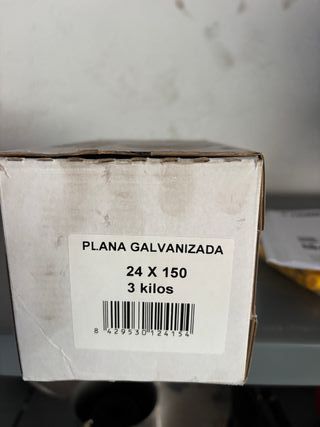 PLANA GALVANIZADA
24 X 150
3 kilos
8 429530 124154